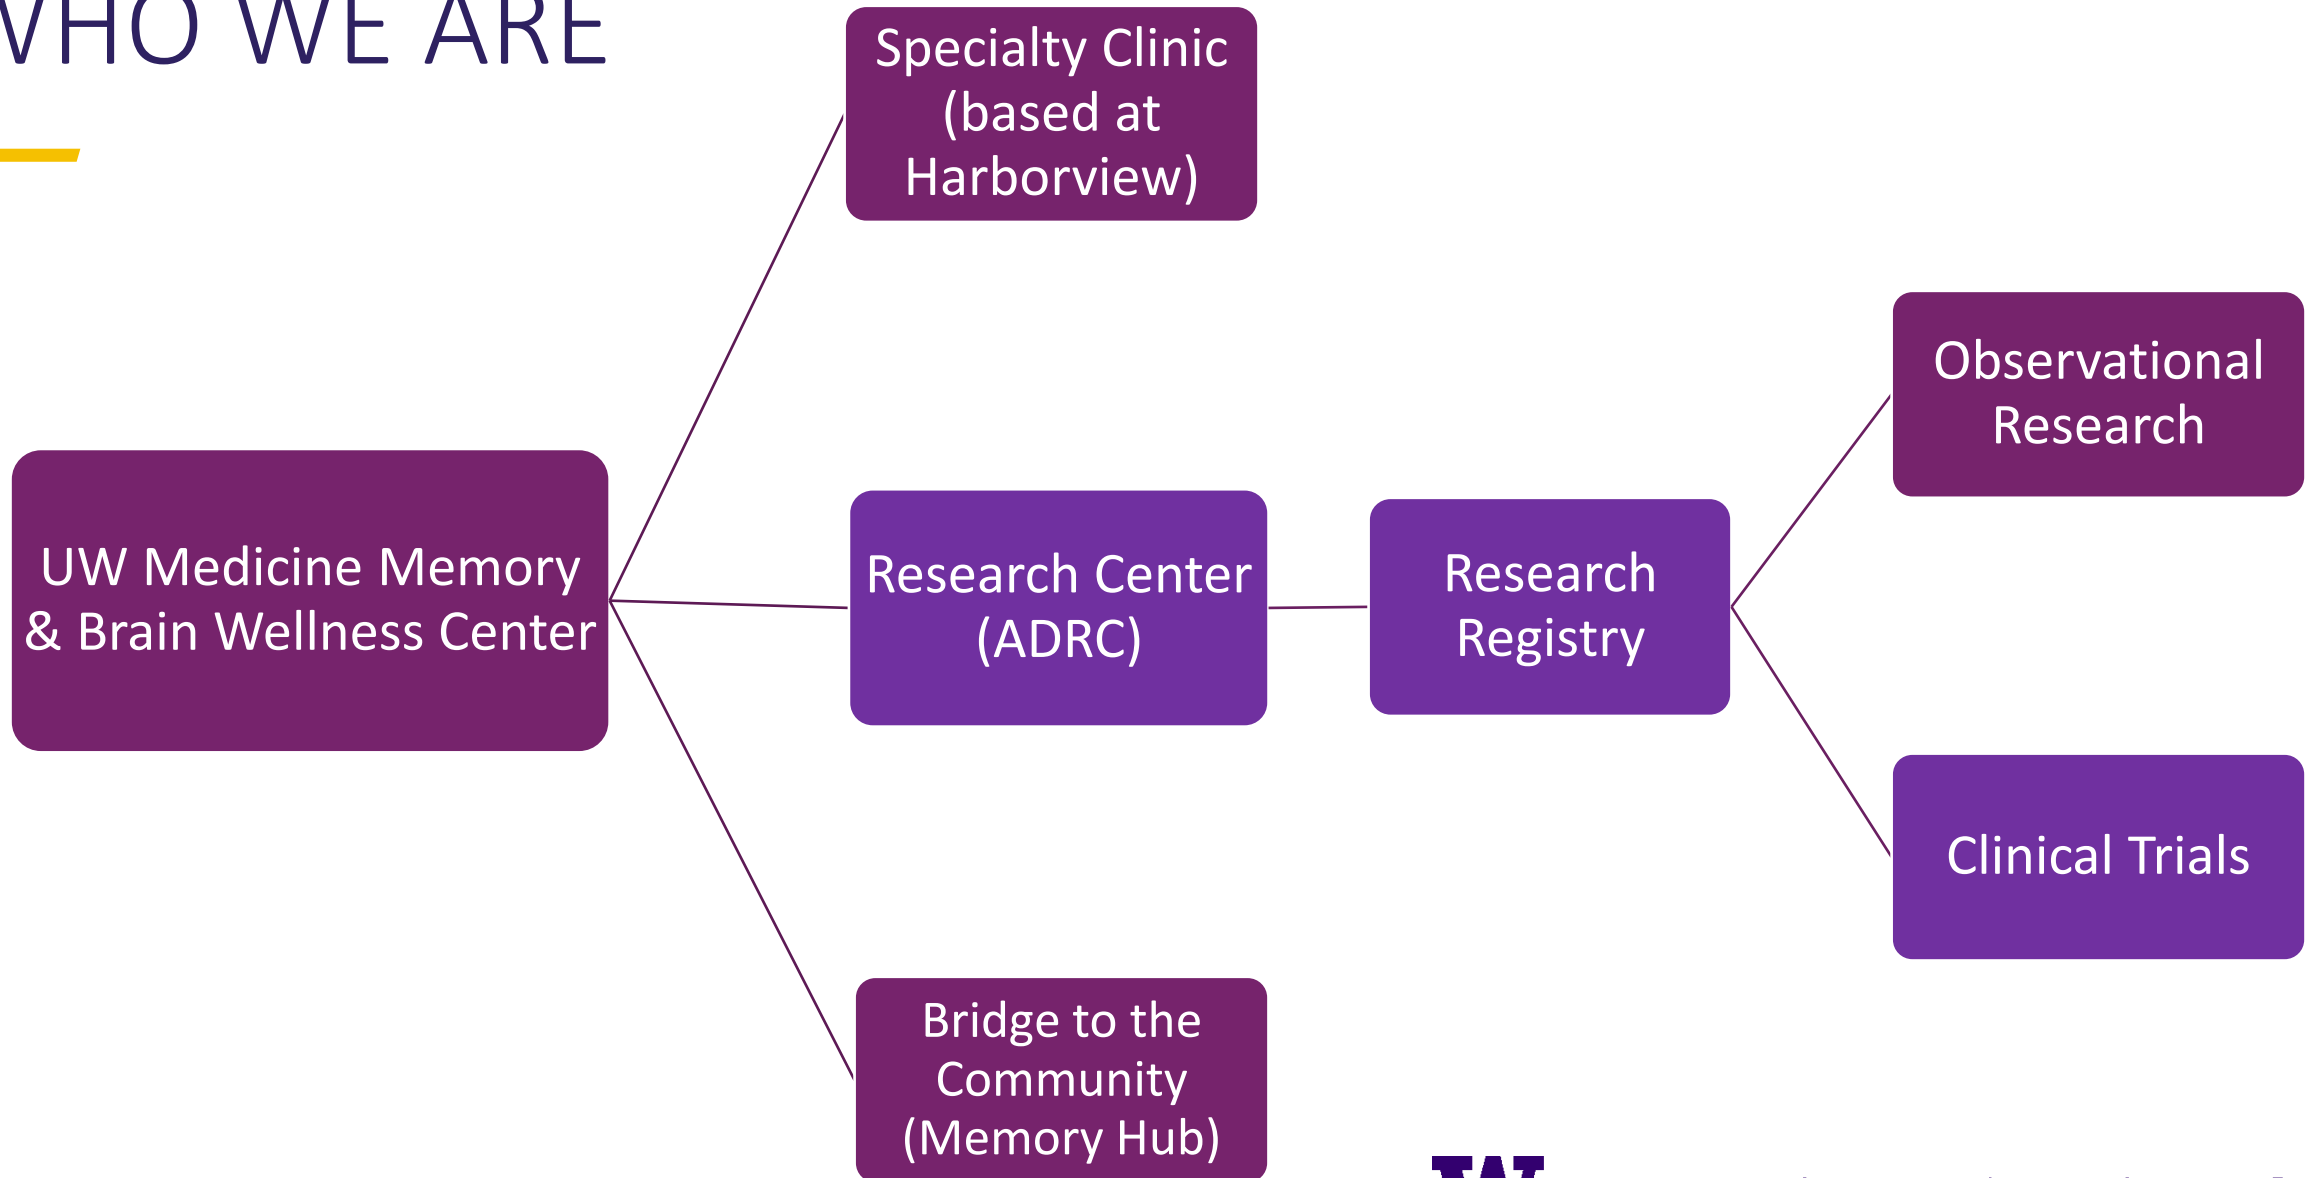 WHO WE ARE
Specialty Clinic
(based at
Harborview)
UW Medicine Memory
& Brain Wellness Center
Research Center
(ADRC)
Research
Registry
Observational
Research
Clinical Trials
Bridge to the
Community
(Memory Hub)
W